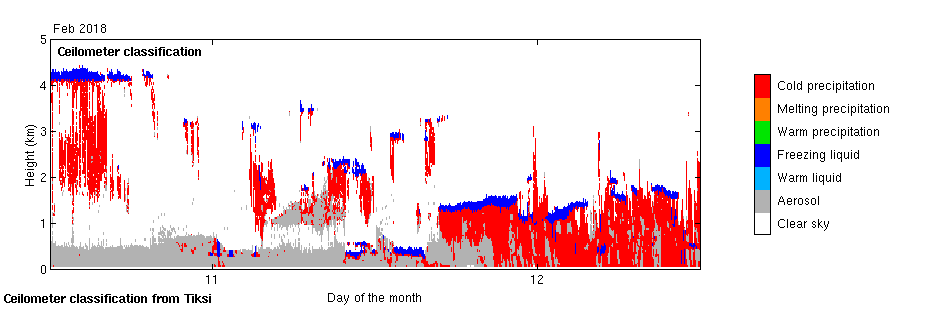 Feb 2018
Ceilometer classification
5
4
3
2
1
0
Height (km)
11
12
Day of the month
Cold precipitation
Melting precipitation
Warm precipitation
Freezing liquid
Warm liquid
Aerosol
Clear sky
Ceilometer classification from Tiksi